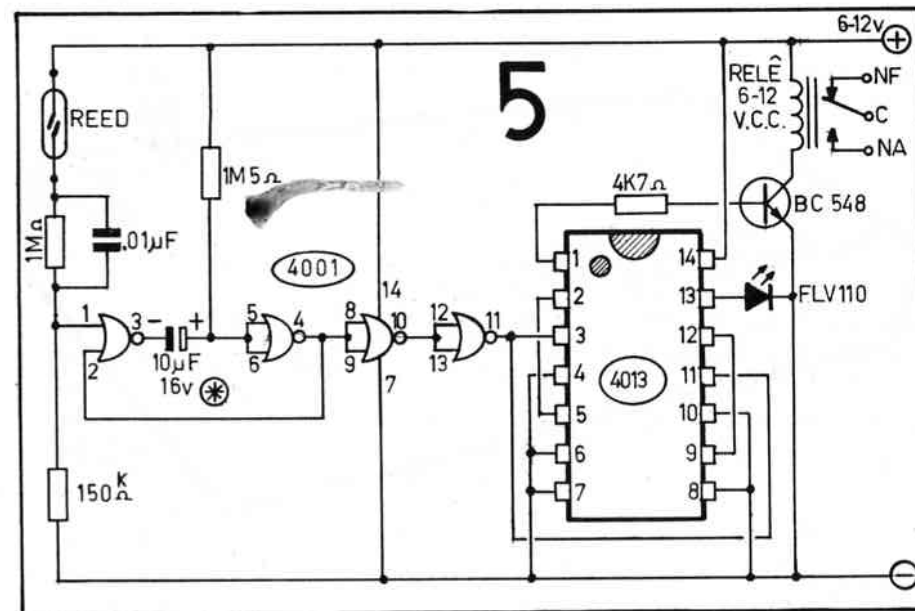 6-12v +
5
RELÊ
6-12
V.C.C.
NF
C
NA
REED
1M5Ω
4K7Ω
BC 548
1MΩ
.01µF
4001
1
14
2
13
FLV110
3
12
4
11
5
10
6
9
7
8
4013
14
1
2
3
- +
10µF
16v
5
6
4
8
9
10
12
13
11
7
150KΩ
-